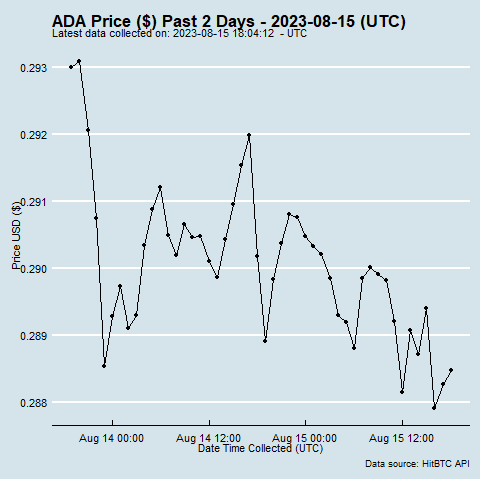 ADA Price ($) Past 2 Days - 2023-08-15 (UTC)
Latest data collected on: 2023-08-15 18:04:12 - UTC
0.293
0.292
0.291
0.290
0.289
0.288
Price USD ($)
Aug 14 00:00 Aug 14 12:00 Aug 15 00:00 Aug 15 12:00
Date Time Collected (UTC)
Data source: HitBTC API